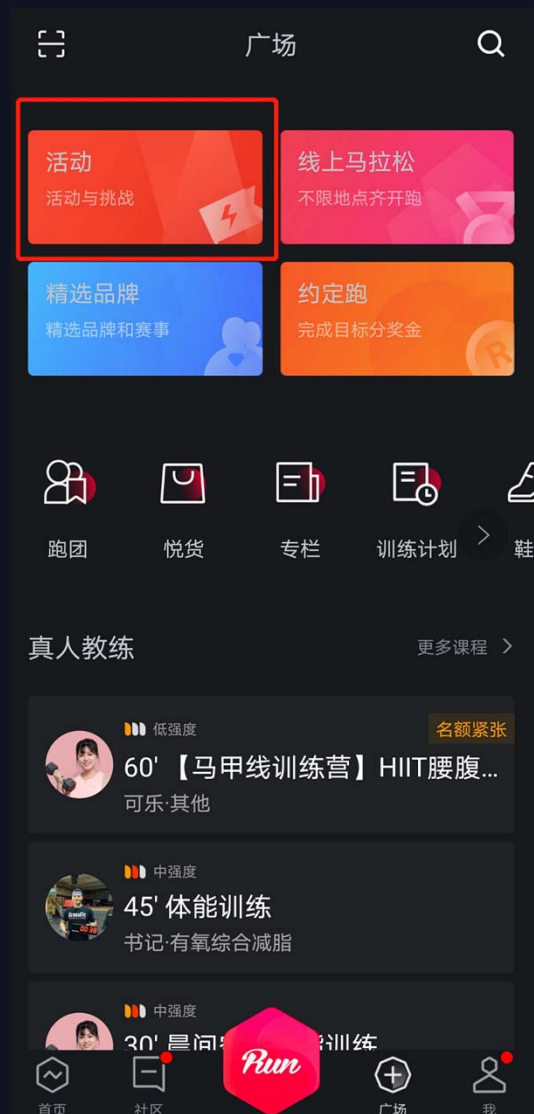 广场
活动
活动与挑战
线上马拉松
不限地点齐开跑
精选品牌
精选品牌和赛事
约定跑
完成目标分奖金
R
跑团
悦货
专栏
训练计划
鞋
真人教练
更多课程
低强度
名额紧张
60' 【马甲线训练营】HIIT腰腹...
可乐·其他
中强度
45' 体能训练
书记·有氧综合减脂
中强度
30' 晨间
训练
Run
首页
社区
广场
我